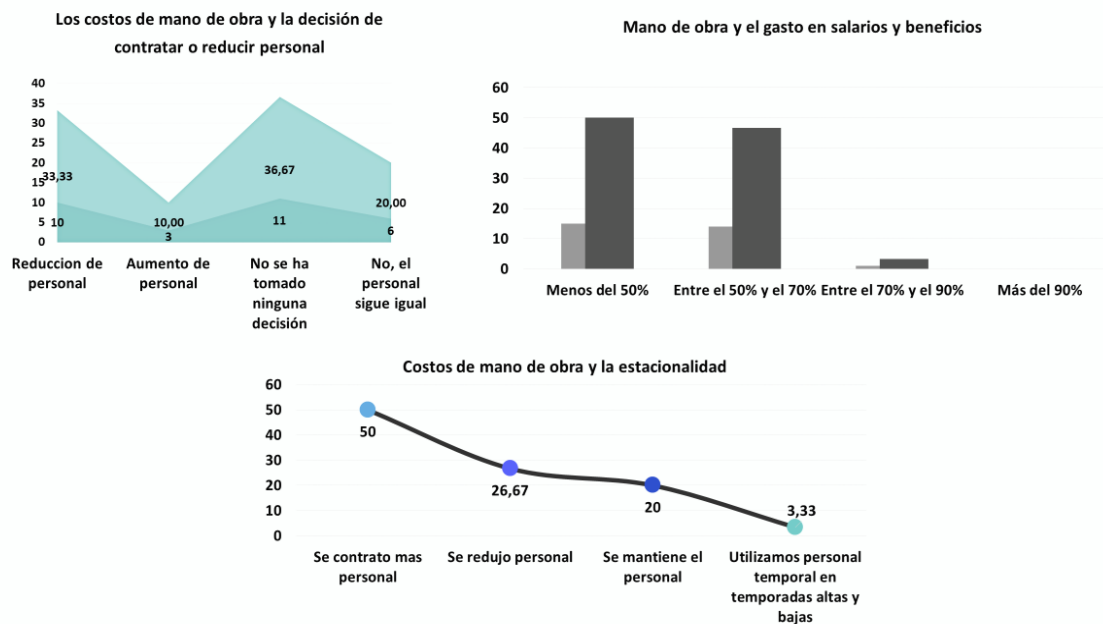 Los costos de mano de obra y la decisión de
contratar o reducir personal
40
35
30
25
20
15
10
5
0
33,33
10
10,00
3
36,67
11
20,00
6
Reduccion de
personal
Aumento de
personal
No se ha
tomado
ninguna
decisión
No, el
personal
sigue igual
Mano de obra y el gasto en salarios y beneficios
60
50
40
30
20
10
0
Menos del 50%
Entre el 50% y el 70%
Entre el 70% y el 90%
Más del 90%
Costos de mano de obra y la estacionalidad
60
50
40
30
20
10
0
50
26,67
20
3,33
Se contrato mas
personal
Se redujo personal
Se mantiene el
personal
Utilizamos personal
temporal en
temporadas altas y
bajas